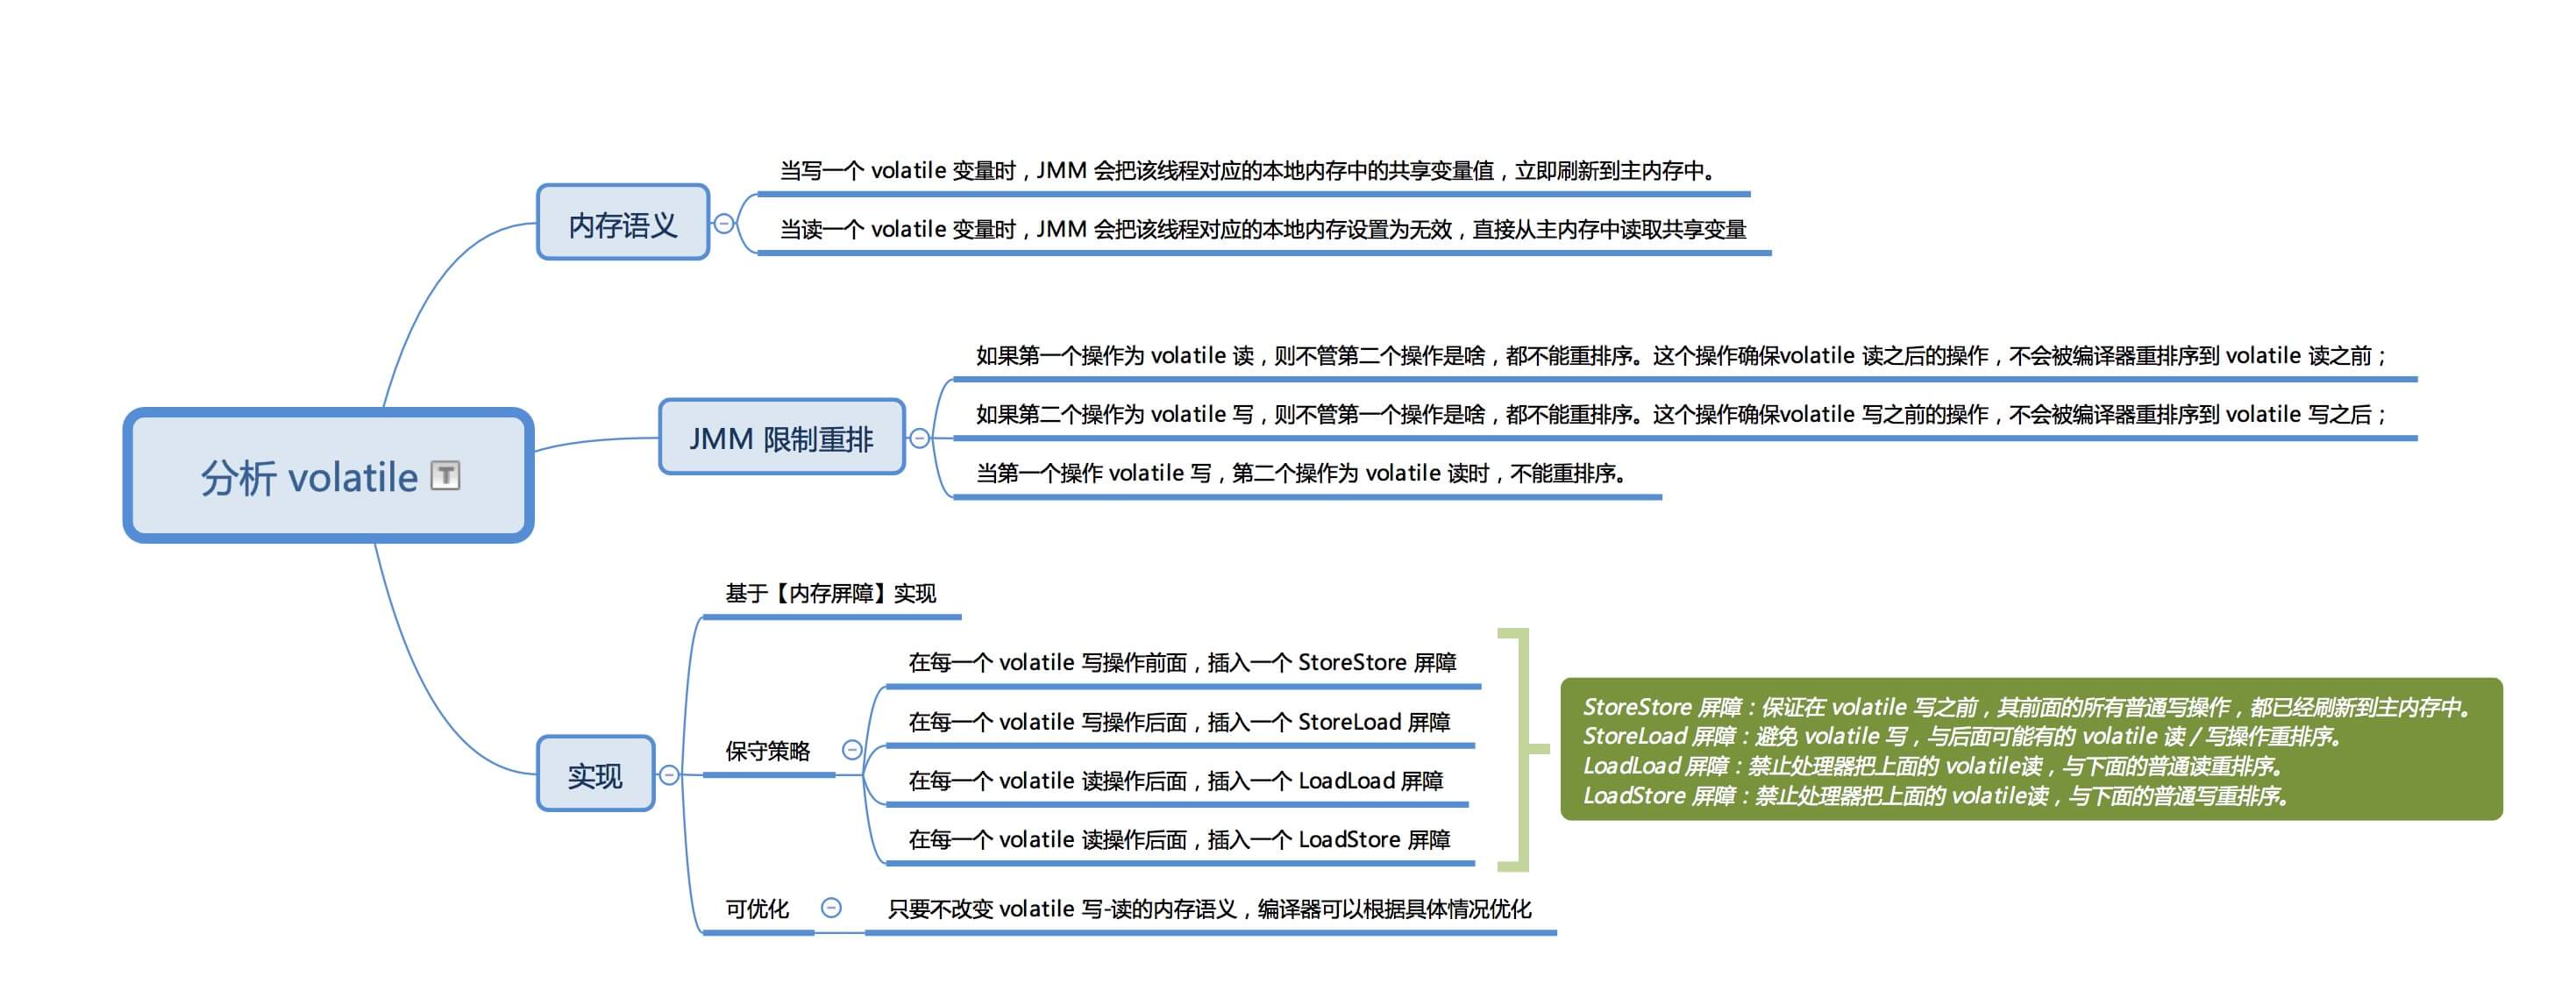 当写一个 volatile 变量时，JMM 会把该线程对应的本地内存中的共享变量值，立即刷新到主内存中。
内存语义
当读一个 volatile 变量时，JMM 会把该线程对应的本地内存设置为无效，直接从主内存中读取共享变量
如果第一个操作为 volatile 读，则不管第二个操作是啥，都不能重排序。这个操作确保volatile 读之后的操作，不会被编译器重排序到 volatile 读之前；
如果第二个操作为 volatile 写，则不管第一个操作是啥，都不能重排序。这个操作确保volatile 写之前的操作，不会被编译器重排序到 volatile 写之后；
JMM 限制重排
当第一个操作 volatile 写，第二个操作为 volatile 读时，不能重排序。
分析 volatile T
基于【内存屏障】实现
在每一个 volatile 写操作前面，插入一个 StoreStore 屏障
在每一个 volatile 写操作后面，插入一个 StoreLoad 屏障
保守策略
实现
在每一个 volatile 读操作后面，插入一个 LoadLoad 屏障
在每一个 volatile 读操作后面，插入一个 LoadStore 屏障
StoreStore 屏障：保证在 volatile 写之前，其前面的所有普通写操作，都已经刷新到主内存中。
StoreLoad 屏障：避免 volatile 写，与后面可能有的 volatile 读 / 写操作重排序。
LoadLoad 屏障：禁止处理器把上面的 volatile读，与下面的普通读重排序。
LoadStore 屏障：禁止处理器把上面的 volatile读，与下面的普通写重排序。
可优化
只要不改变 volatile 写-读的内存语义，编译器可以根据具体情况优化